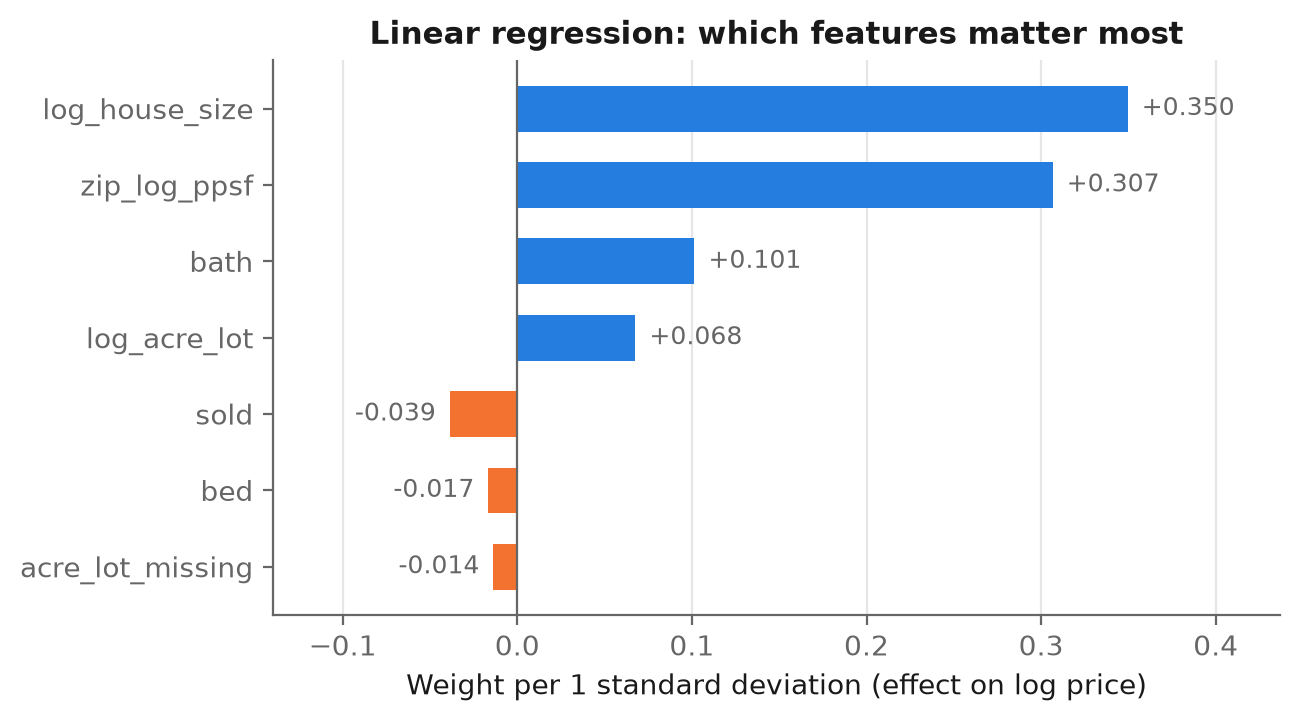 Linear regression: which features matter most
log_house_size
+0.350
zip_log_ppsf
+0.307
bath
+0.101
log_acre_lot
+0.068
sold
-0.039
bed
-0.017
acre_lot_missing
-0.014
−0.1 0.0 0.1 0.2 0.3 0.4
Weight per 1 standard deviation (effect on log price)